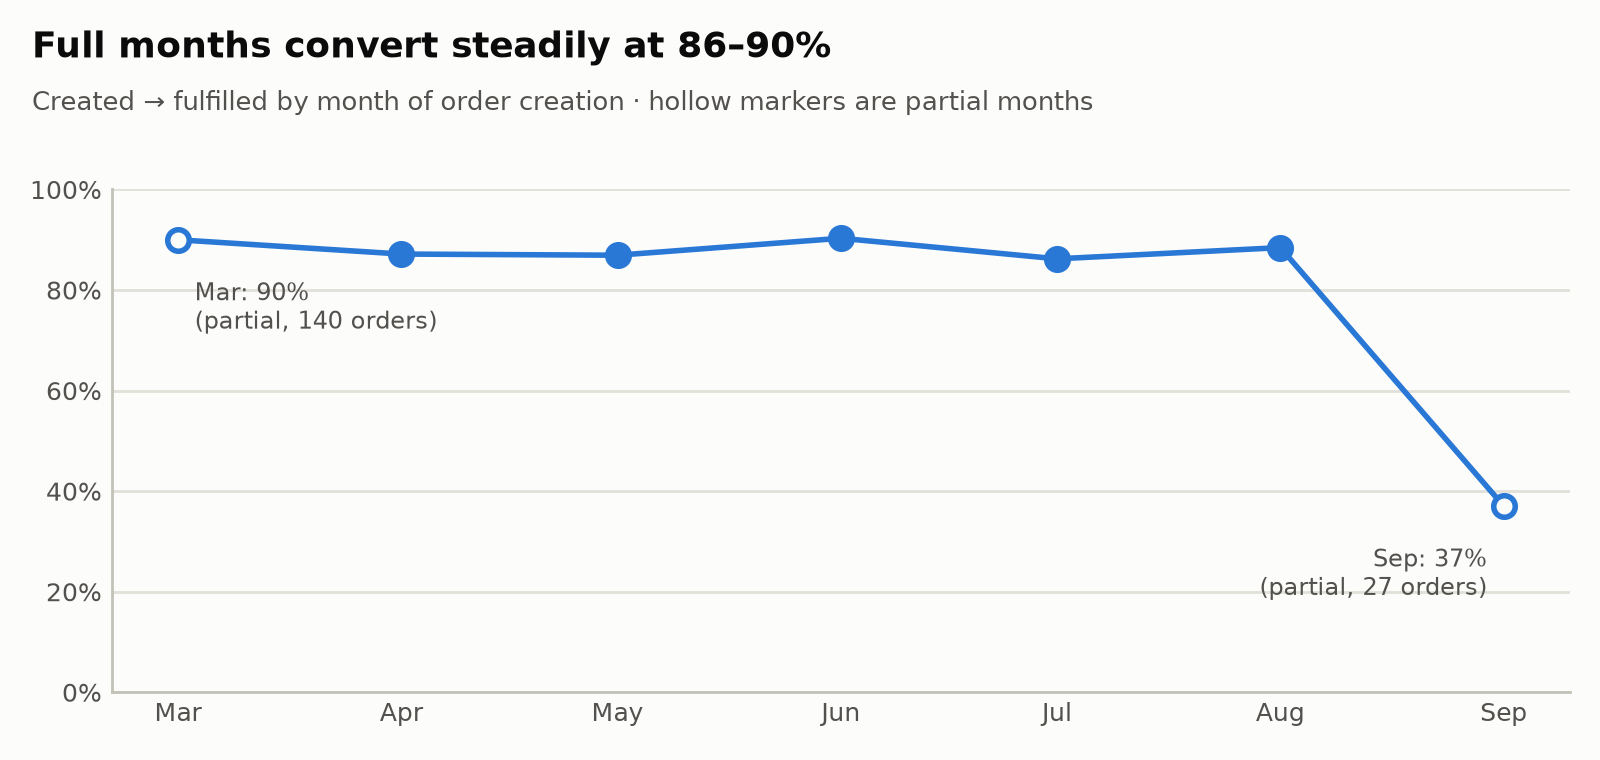 Full months convert steadily at 86–90%
Created → fulfilled by month of order creation · hollow markers are partial months
100%
80%
60%
40%
20%
0%
Mar: 90%
(partial, 140 orders)
Sep: 37%
(partial, 27 orders)
Mar Apr May Jun Jul Aug Sep